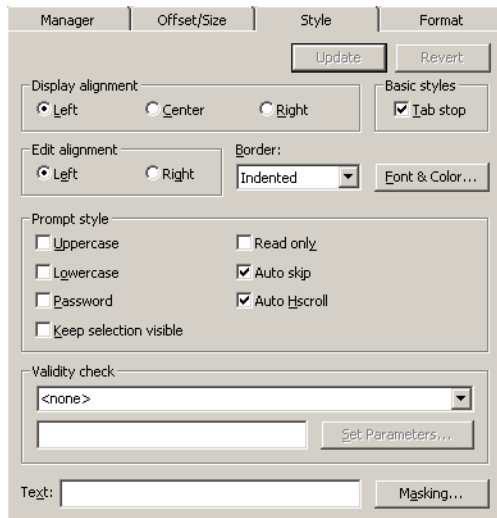 Manager Offset/Size Style Format
Update Revert
Display alignment Basic styles
Left Center Right Tab stop
Edit alignment Border:
Left Right Indented Font & Color...
Prompt style
Uppercase Read only
Lowercase Auto skip
Password Auto Hscroll
Keep selection visible
Validity check
<none>
Set Parameters...
Text: Masking...